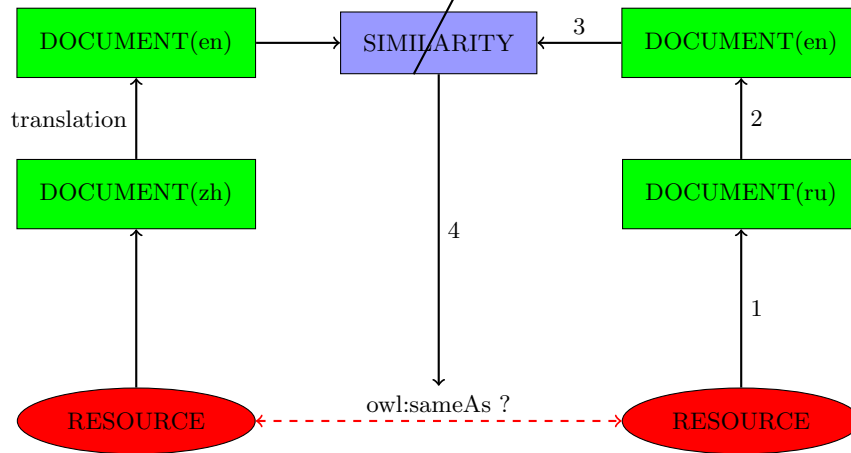 DOCUMENT(en)
SIMILARITY
3
DOCUMENT(en)
translation
2
DOCUMENT(zh)
DOCUMENT(ru)
4
1
owl:sameAs ?
RESOURCE
RESOURCE